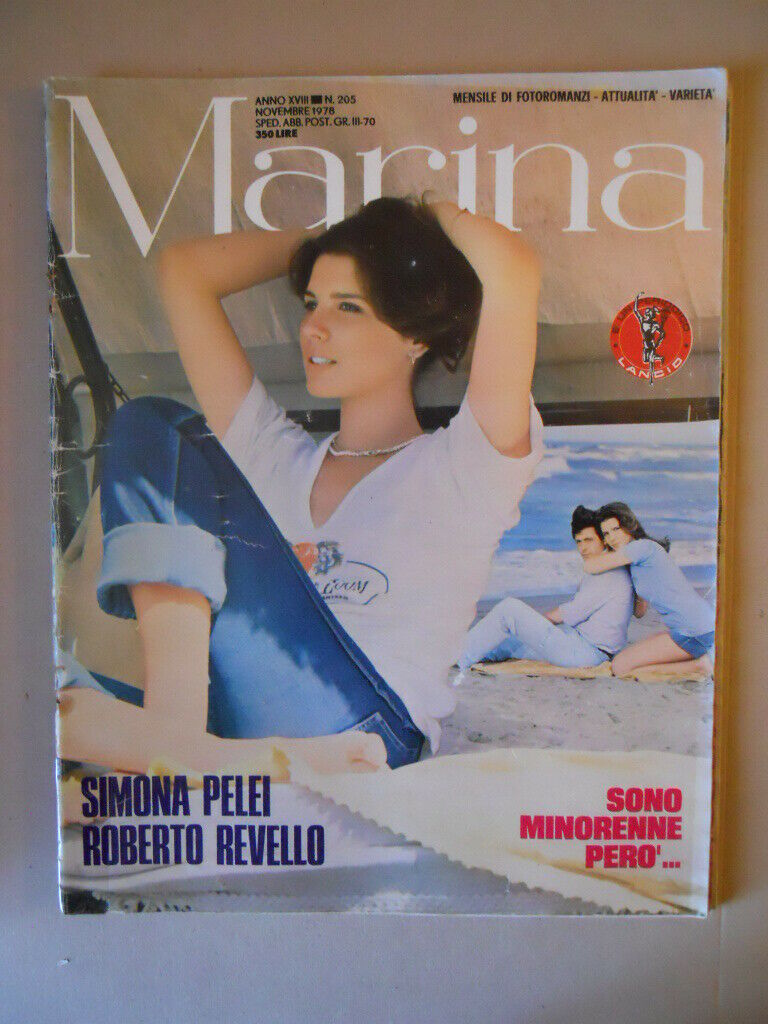 ANNO XVIII N. 205
NOVEMBRE 1978
SPED. ABB. POST. GR. III-70
350 LIRE
MENSILE DI FOTOROMANZI - ATTUALITA' - VARIETA'
Marina
LANCIO
SIMONA PELEI
ROBERTO REVELLO
SONO
MINORENNE
PERO'...